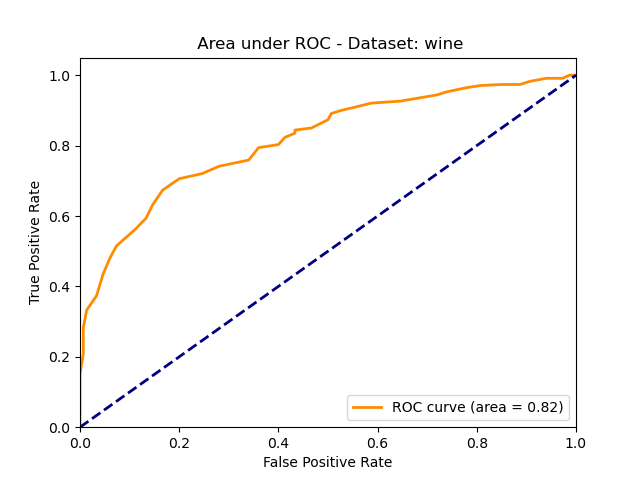 Area under ROC - Dataset: wine
True Positive Rate
1.0
0.8
0.6
0.4
0.2
0.0
ROC curve (area = 0.82)
0.0 0.2 0.4 0.6 0.8 1.0
False Positive Rate